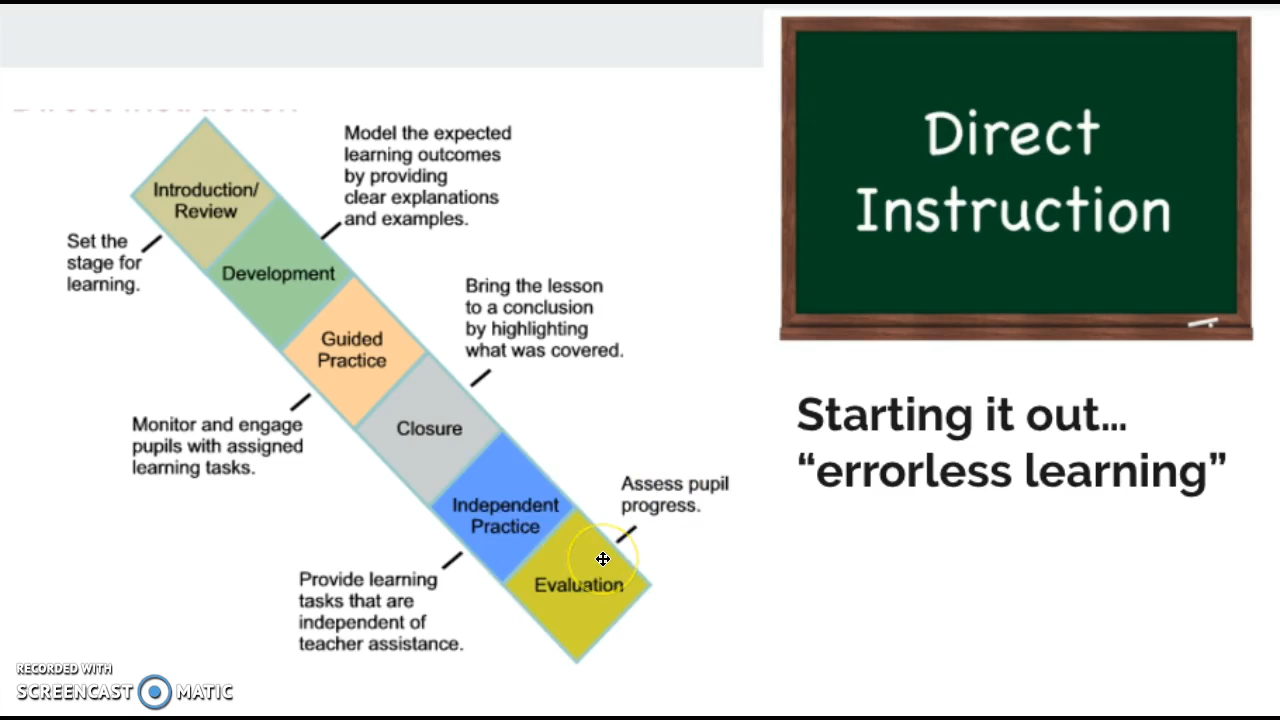 Direct Instruction
Direct
Instruction
Introduction/
Review
Set the
stage for
learning.
Model the expected
learning outcomes
by providing
clear explanations
and examples.
Development
Bring the lesson
to a conclusion
by highlighting
what was covered.
Guided
Practice
Monitor and engage
pupils with assigned
learning tasks.
Closure
Starting it out…
“errorless learning”
Assess pupil
progress.
Independent
Practice
Provide learning
tasks that are
independent of
teacher assistance.
Evaluation
RECORDED WITH
SCREENCAST MATIC